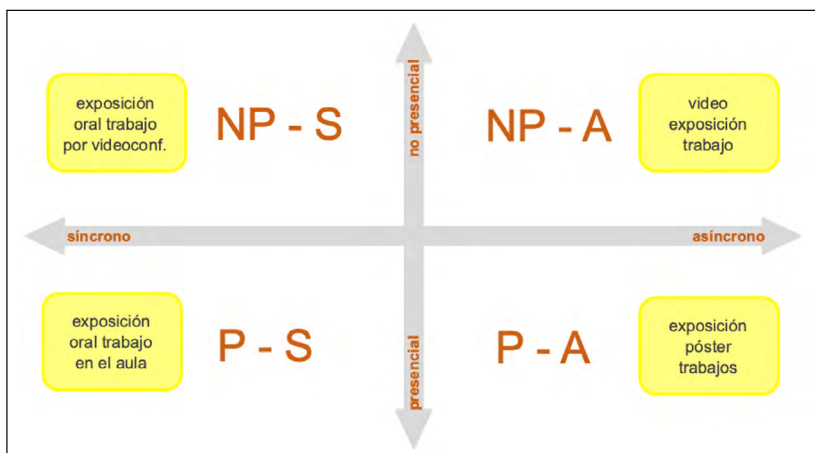 exposición
oral trabajo
por videoconf.
NP - S
no presencial
NP - A
video
exposición
trabajo
síncrono
asíncrono
exposición
oral trabajo
en el aula
P - S
presencial
P - A
exposición
póster
trabajos